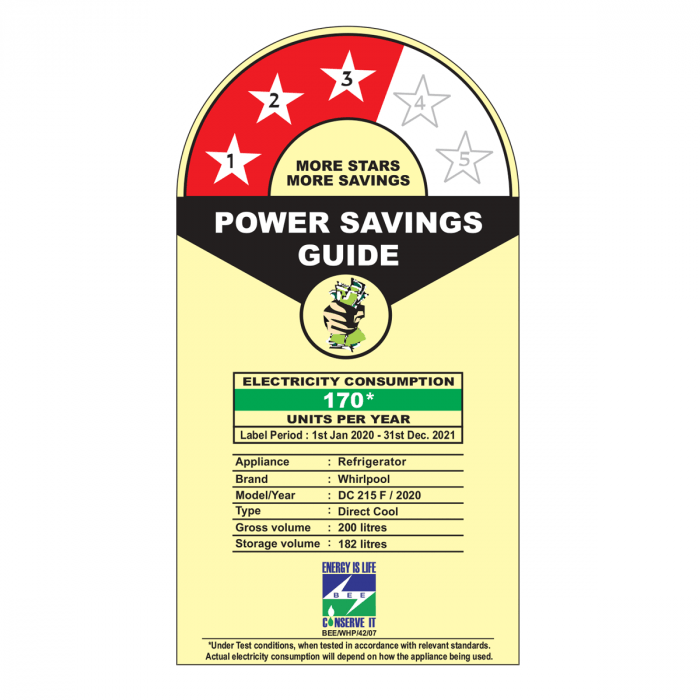 1 2 3 4 5
MORE STARS
MORE SAVINGS
POWER SAVINGS
GUIDE
ELECTRICITY CONSUMPTION
170*
UNITS PER YEAR
Label Period : 1st Jan 2020 - 31st Dec. 2021
Appliance : Refrigerator
Brand : Whirlpool
Model/Year : DC 215 F / 2020
Type : Direct Cool
Gross volume : 200 litres
Storage volume : 182 litres
ENERGY IS LIFE
BEE
CONSERVE IT
BEE/WHP/42/07
*Under Test conditions, when tested in accordance with relevant standards.
Actual electricity consumption will depend on how the appliance being used.